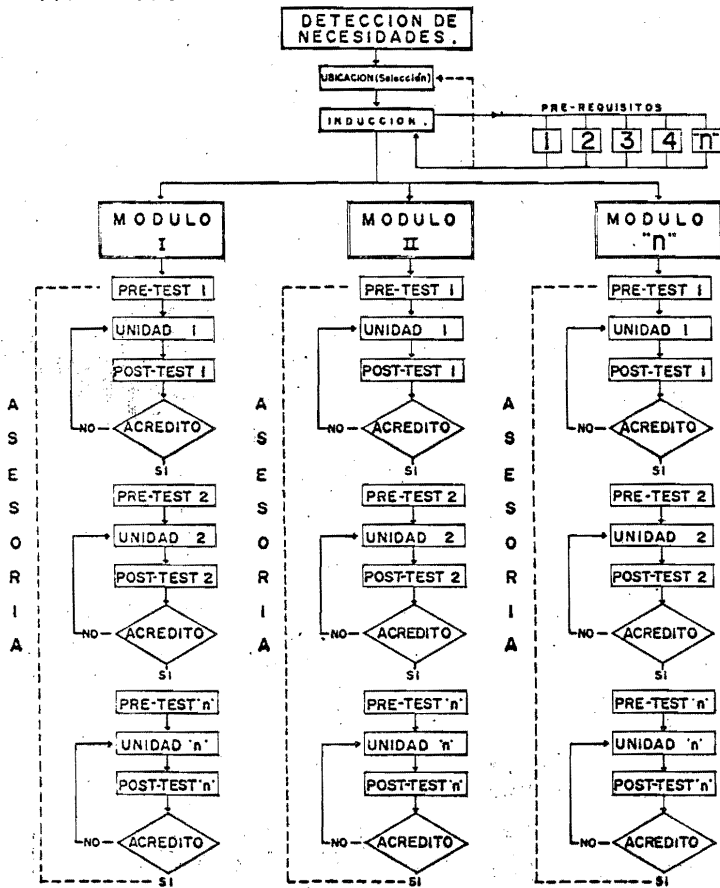 DETECCION DE
NECESIDADES.
UBICACION (Selección)
INDUCCION.
PRE-REQUISITOS
1 2 3 4 "n"
MODULO
I
PRE-TEST 1
UNIDAD 1
POST-TEST 1
ACREDITO
NO
SI
PRE-TEST 2
UNIDAD 2
POST-TEST 2
ACREDITO
NO
SI
PRE-TEST "n"
UNIDAD "n"
POST-TEST "n"
ACREDITO
NO
SI
ASESORIA
MODULO
II
PRE-TEST 1
UNIDAD 1
POST-TEST 1
ACREDITO
NO
SI
PRE-TEST 2
UNIDAD 2
POST-TEST 2
ACREDITO
NO
SI
PRE-TEST "n"
UNIDAD "n"
POST-TEST "n"
ACREDITO
NO
SI
ASESORIA
MODULO
"n"
PRE-TEST 1
UNIDAD 1
POST-TEST 1
ACREDITO
NO
SI
PRE-TEST 2
UNIDAD 2
POST-TEST 2
ACREDITO
NO
SI
PRE-TEST "n"
UNIDAD "n"
POST-TEST "n"
ACREDITO
NO
SI
ASESORIA